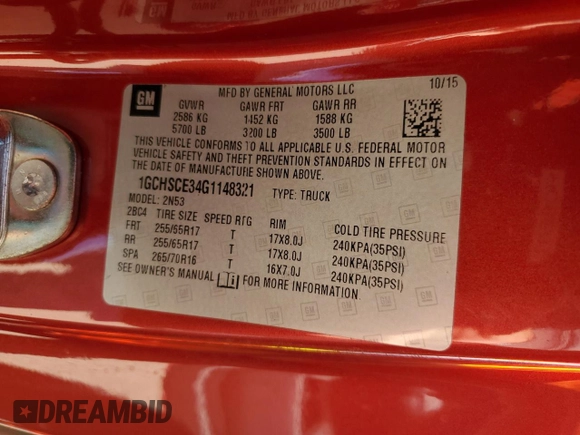 GM
MFD BY GENERAL MOTORS LLC
10/15
GVWR GAWR FRT GAWR RR
2586 KG 1452 KG 1588 KG
5700 LB 3200 LB 3500 LB
THIS VEHICLE CONFORMS TO ALL APPLICABLE U.S. FEDERAL MOTOR
VEHICLE SAFETY AND THEFT PREVENTION STANDARDS IN EFFECT ON
THE DATE OF MANUFACTURE SHOWN ABOVE.
1GCHSCE34G1148321 TYPE: TRUCK
MODEL: 2N53
2BC4 TIRE SIZE SPEED RTG RIM COLD TIRE PRESSURE
FRT 255/65R17 T 17X8.0J 240KPA(35PSI)
RR 255/65R17 T 17X8.0J 240KPA(35PSI)
SPA 265/70R16 T 16X7.0J 240KPA(35PSI)
SEE OWNER'S MANUAL FOR MORE INFORMATION.
DREAMBID